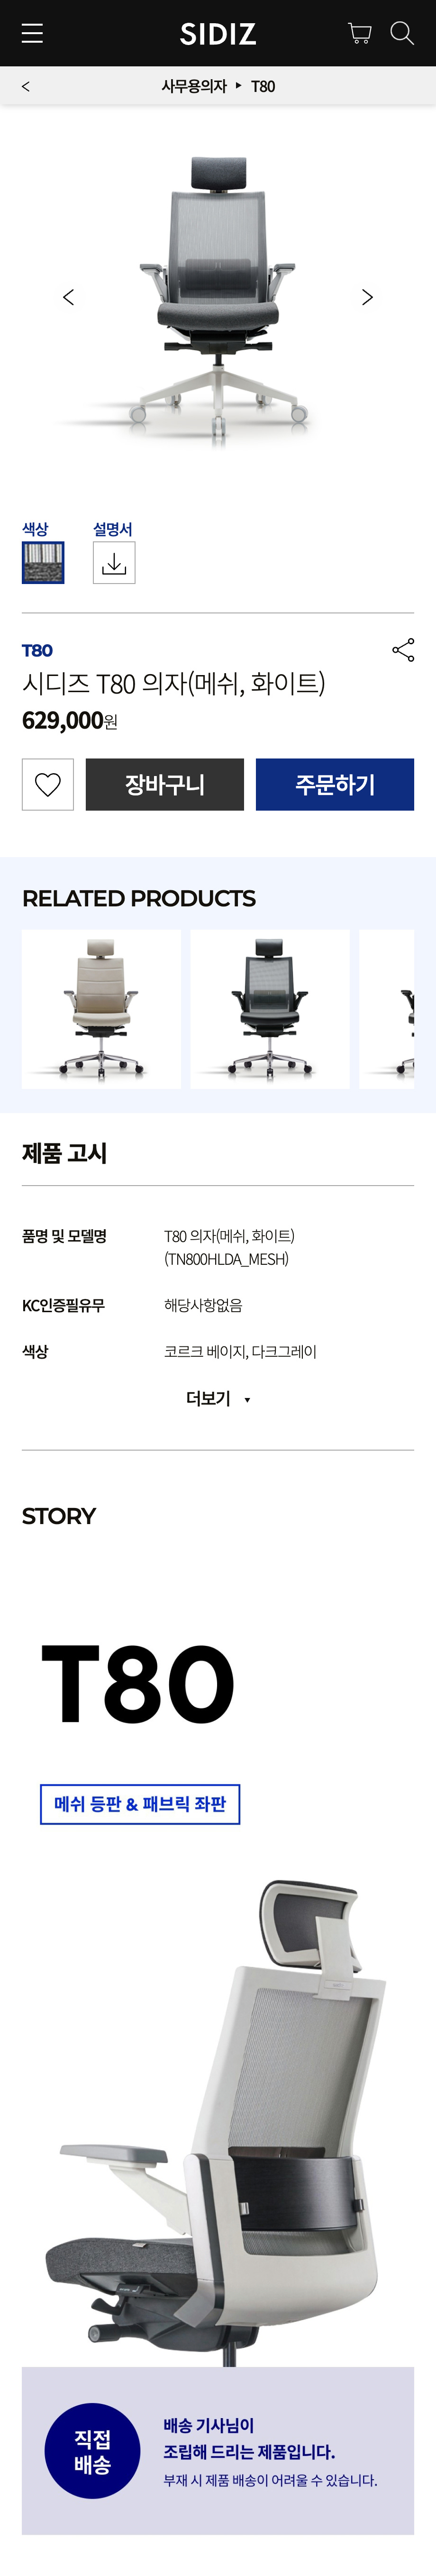 SIDIZ
사무용의자 ▶ T80
색상
설명서
T80
시디즈 T80 의자(메쉬, 화이트)
629,000원
장바구니
주문하기
RELATED PRODUCTS
제품 고시
품명 및 모델명
T80 의자(메쉬, 화이트)
(TN800HLDA_MESH)
KC인증필유무
해당사항없음
색상
코르크 베이지, 다크그레이
더보기 ▼
STORY
T80
메쉬 등판 & 패브릭 좌판
직접
배송
배송 기사님이
조립해 드리는 제품입니다.
부재 시 제품 배송이 어려울 수 있습니다.